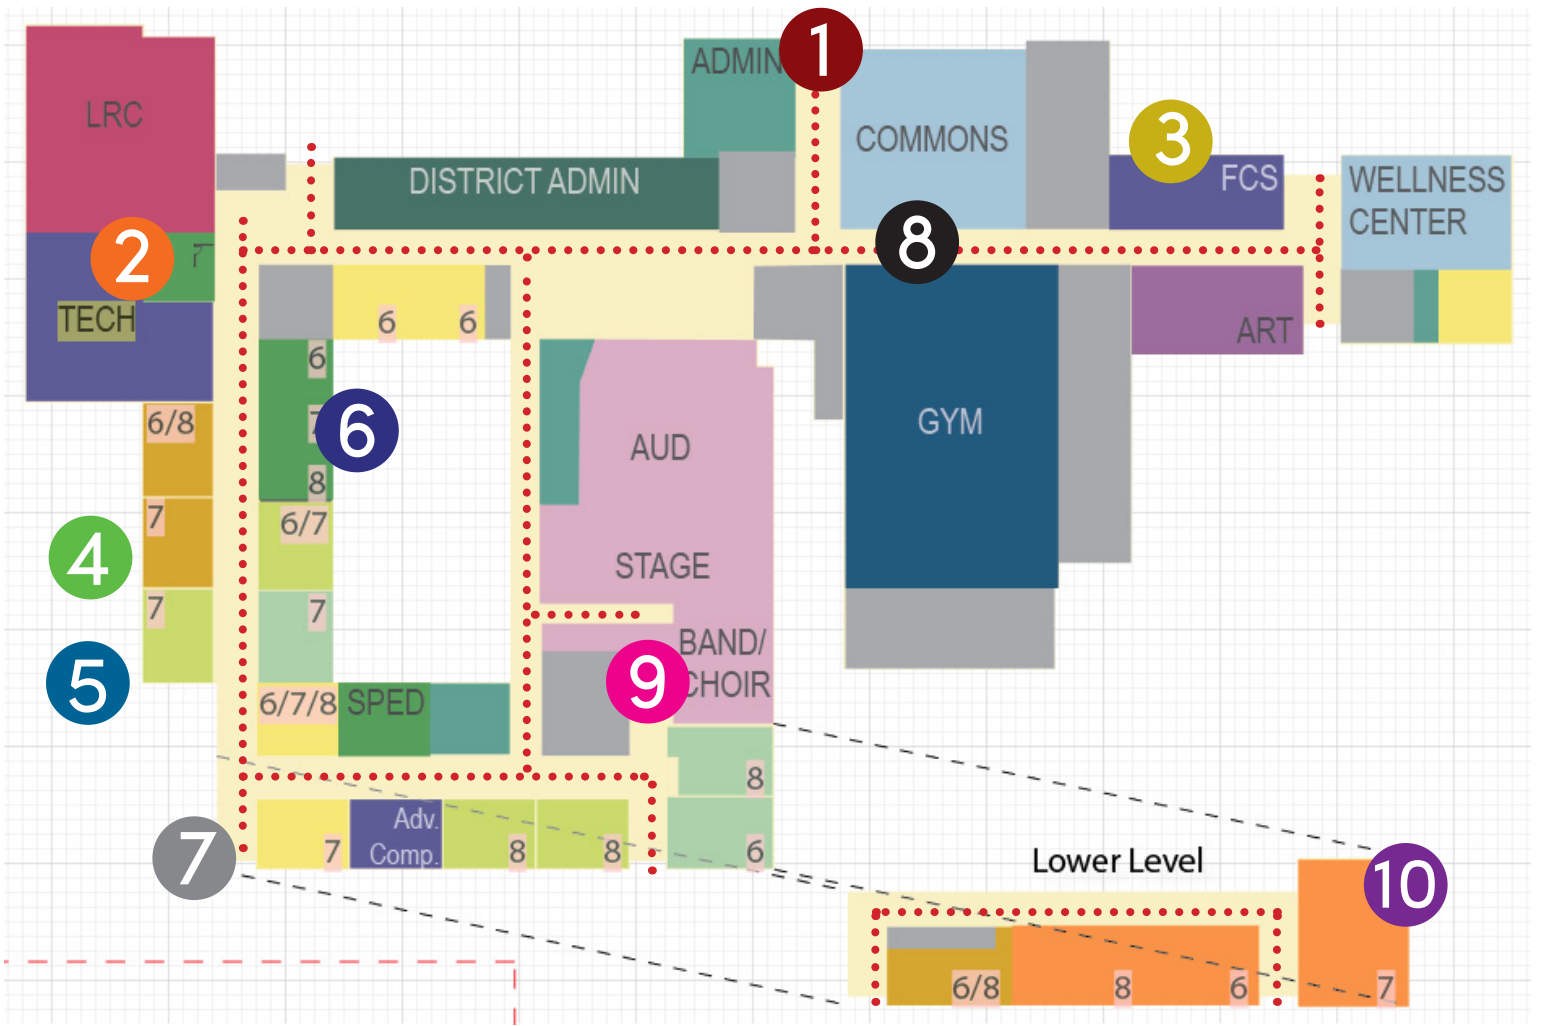 1
ADMIN
LRC
COMMONS
3
DISTRICT ADMIN
FCS
WELLNESS
CENTER
2
8
TECH
6 6
ART
6
7
8
6/8
6
AUD
GYM
7
6/7
4
STAGE
7
7
5
BAND/
CHOIR
9
6/7/8 SPED
8
7
7
Adv.
Comp.
8
8
6
Lower Level
10
6/8
8
6
7